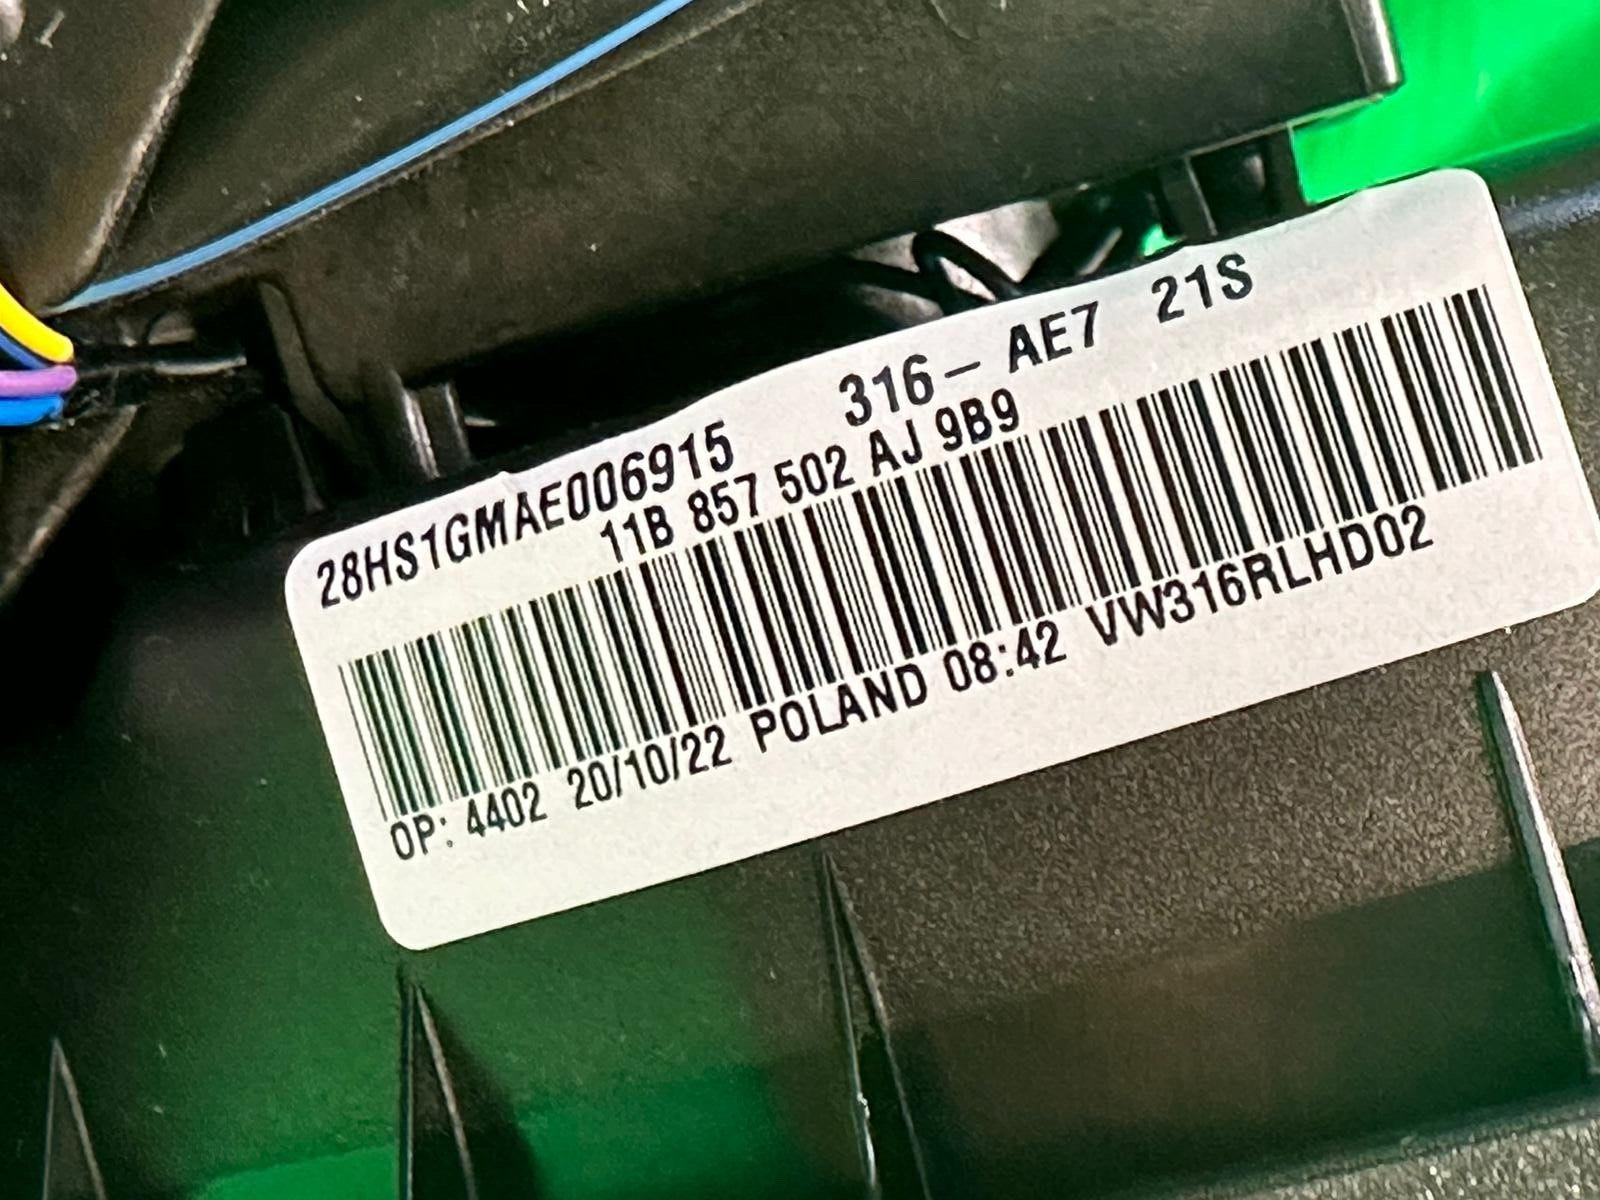 28HS1GMAE006915 316- AE7 21S
11B 857 502 AJ 9B9
OP: 4402 20/10/22 POLAND 08:42 VW316RLHD02